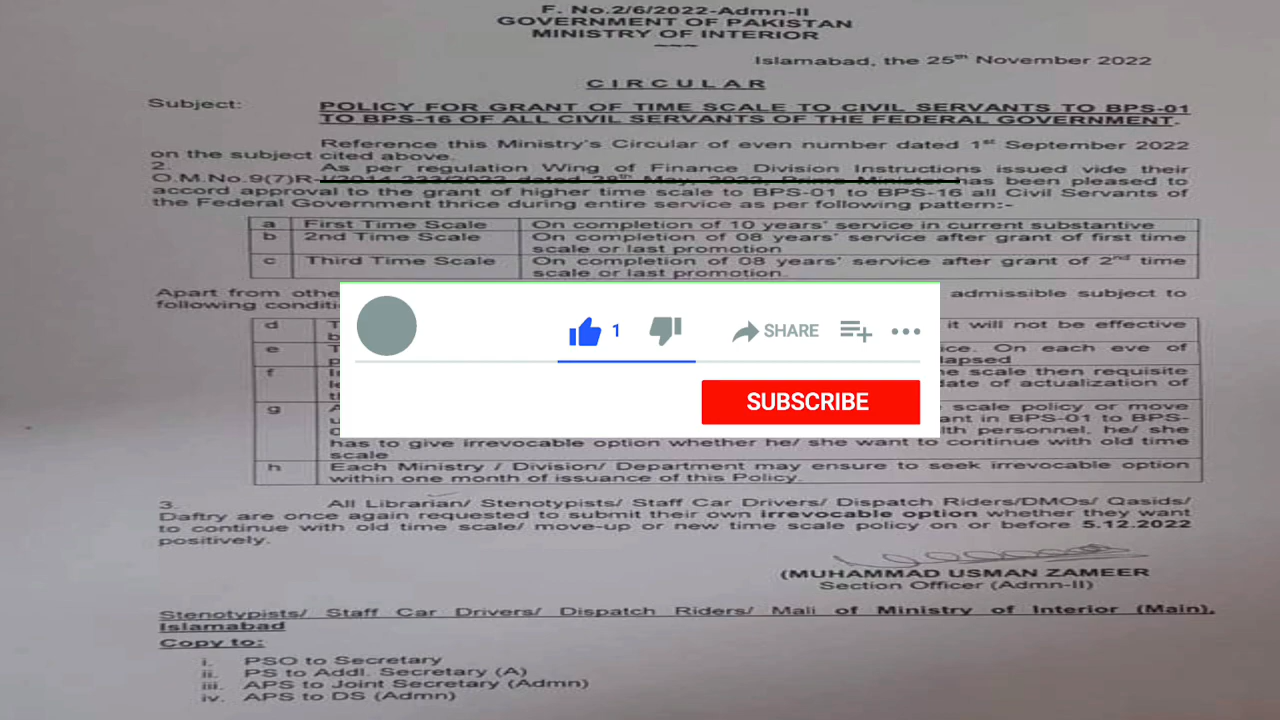 F. No.2/6/2022-Admn-II
GOVERNMENT OF PAKISTAN
MINISTRY OF INTERIOR
~~~
Islamabad, the 25th November 2022
CIRCULAR
Subject: POLICY FOR GRANT OF TIME SCALE TO CIVIL SERVANTS TO BPS-01
TO BPS-16 OF ALL CIVIL SERVANTS OF THE FEDERAL GOVERNMENT.
Reference this Ministry's Circular of even number dated 1st September 2022
on the subject cited above.
2. As per regulation Wing of Finance Division Instructions issued vide their
O.M.No.9(7)R-I/2014-233/2022 dated 28th May, 2022, Prime Minister has been pleased to
accord approval to the grant of higher time scale to BPS-01 to BPS-16 all Civil Servants of
the Federal Government thrice during entire service as per following pattern:-
a First Time Scale On completion of 10 years' service in current substantive
b 2nd Time Scale On completion of 08 years' service after grant of first time
scale or last promotion
c Third Time Scale On completion of 08 years' service after grant of 2nd time
scale or last promotion.
Apart from othe admissible subject to
following conditi
d T it will not be effective
b
e T ce. On each eve of
p lapsed
f I e scale then requisite
le date of actualization of
th
g A scale policy or move
u ant in BPS-01 to BPS-
lth personnel, he/ she
has to give irrevocable option whether he/ she want to continue with old time
scale
h Each Ministry / Division/ Department may ensure to seek irrevocable option
within one month of issuance of this Policy.
1 SHARE
SUBSCRIBE
3. All Librarian/ Stenotypists/ Staff Car Drivers/ Dispatch Riders/DMOs/ Qasids/
Daftry are once again requested to submit their own irrevocable option whether they want
to continue with old time scale/ move-up or new time scale policy on or before 5.12.2022
positively.
(MUHAMMAD USMAN ZAMEER
Section Officer (Admn-II)
Stenotypists/ Staff Car Drivers/ Dispatch Riders/ Mali of Ministry of Interior (Main),
Islamabad
Copy to:
i. PSO to Secretary
ii. PS to Addl. Secretary (A)
iii. APS to Joint Secretary (Admn)
iv. APS to DS (Admn)